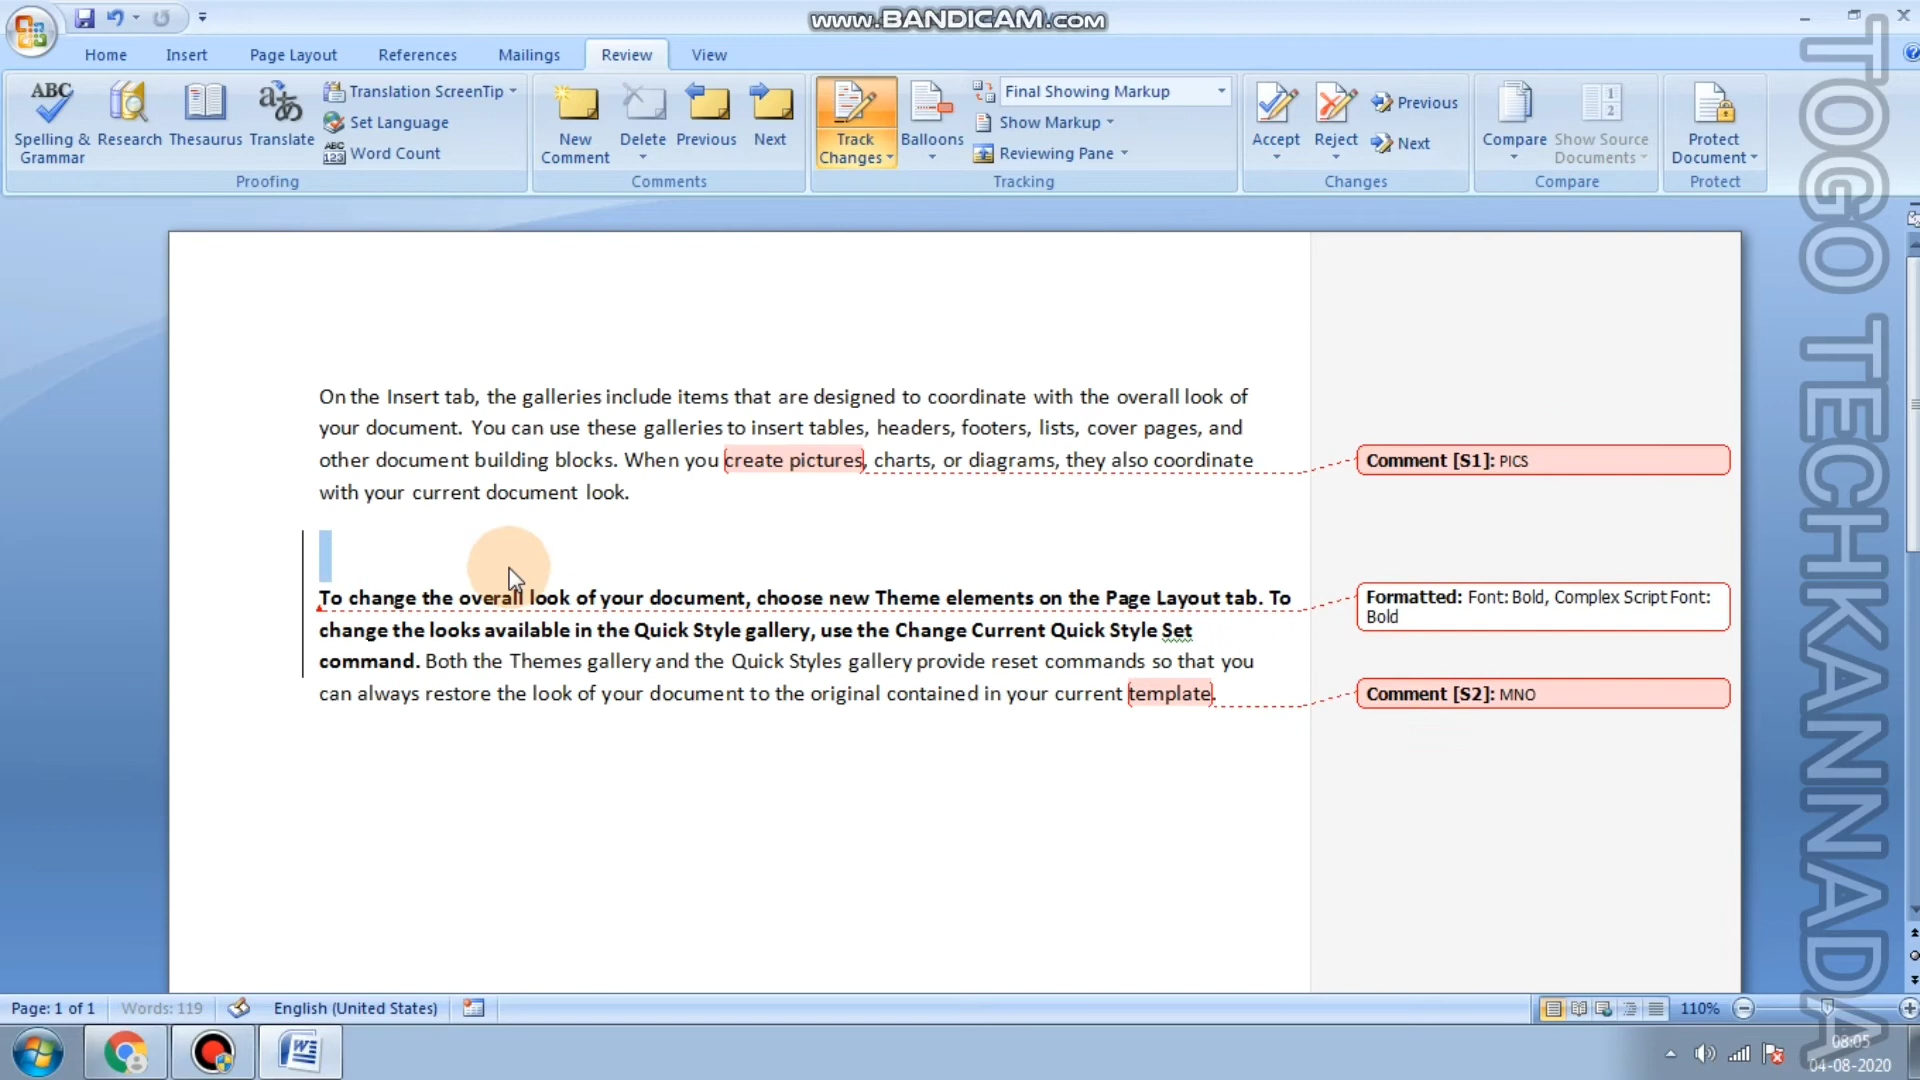 www.BANDICAM.com
Home Insert Page Layout References Mailings Review View
ABC
Spelling & Grammar
Research
Thesaurus
Translate
Translation ScreenTip
Set Language
ABC
123
Word Count
Proofing
New Comment
Delete
Previous
Next
Comments
Track Changes
Balloons
Final Showing Markup
Show Markup
Reviewing Pane
Tracking
Accept
Reject
Previous
Next
Changes
Compare
1
2
Show Source Documents
Compare
Protect Document
Protect
On the Insert tab, the galleries include items that are designed to coordinate with the overall look of
your document. You can use these galleries to insert tables, headers, footers, lists, cover pages, and
other document building blocks. When you create pictures, charts, or diagrams, they also coordinate
with your current document look.
Comment [S1]: PICS
To change the overall look of your document, choose new Theme elements on the Page Layout tab. To
change the looks available in the Quick Style gallery, use the Change Current Quick Style Set
command. Both the Themes gallery and the Quick Styles gallery provide reset commands so that you
can always restore the look of your document to the original contained in your current template.
Formatted: Font: Bold, Complex Script Font:
Bold
Comment [S2]: MNO
TOGO TECHKANNADA
Page: 1 of 1 Words: 119 English (United States) 110%
08:05
04-08-2020